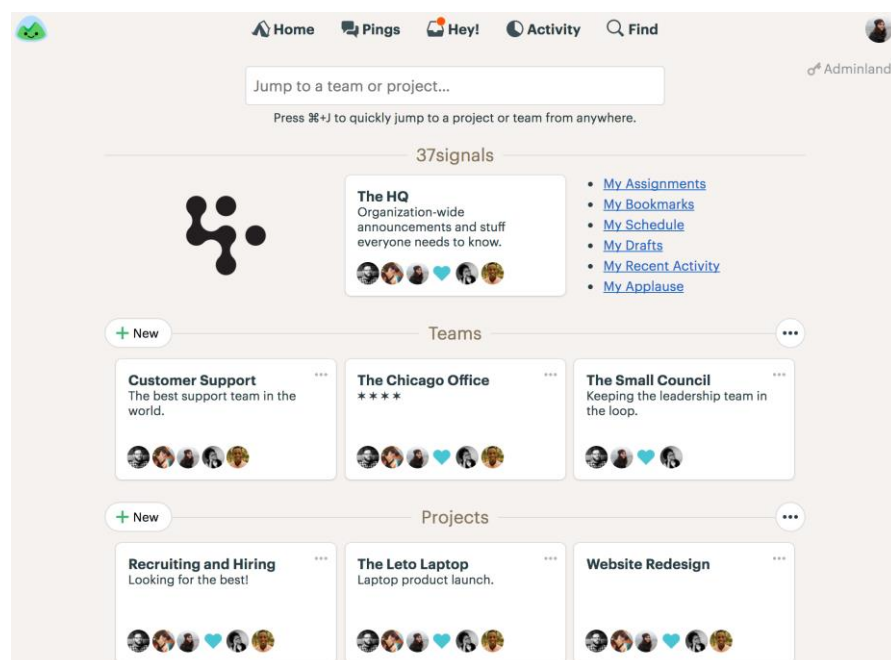 Home Pings Hey! Activity Find
Adminland
Jump to a team or project...
Press ⌘+J to quickly jump to a project or team from anywhere.
37signals
The HQ
Organization-wide
announcements and stuff
everyone needs to know.
My Assignments
My Bookmarks
My Schedule
My Drafts
My Recent Activity
My Applause
+ New
Teams
Customer Support
The best support team in the
world.
The Chicago Office
✶✶✶✶
The Small Council
Keeping the leadership team in
the loop.
+ New
Projects
Recruiting and Hiring
Looking for the best!
The Leto Laptop
Laptop product launch.
Website Redesign